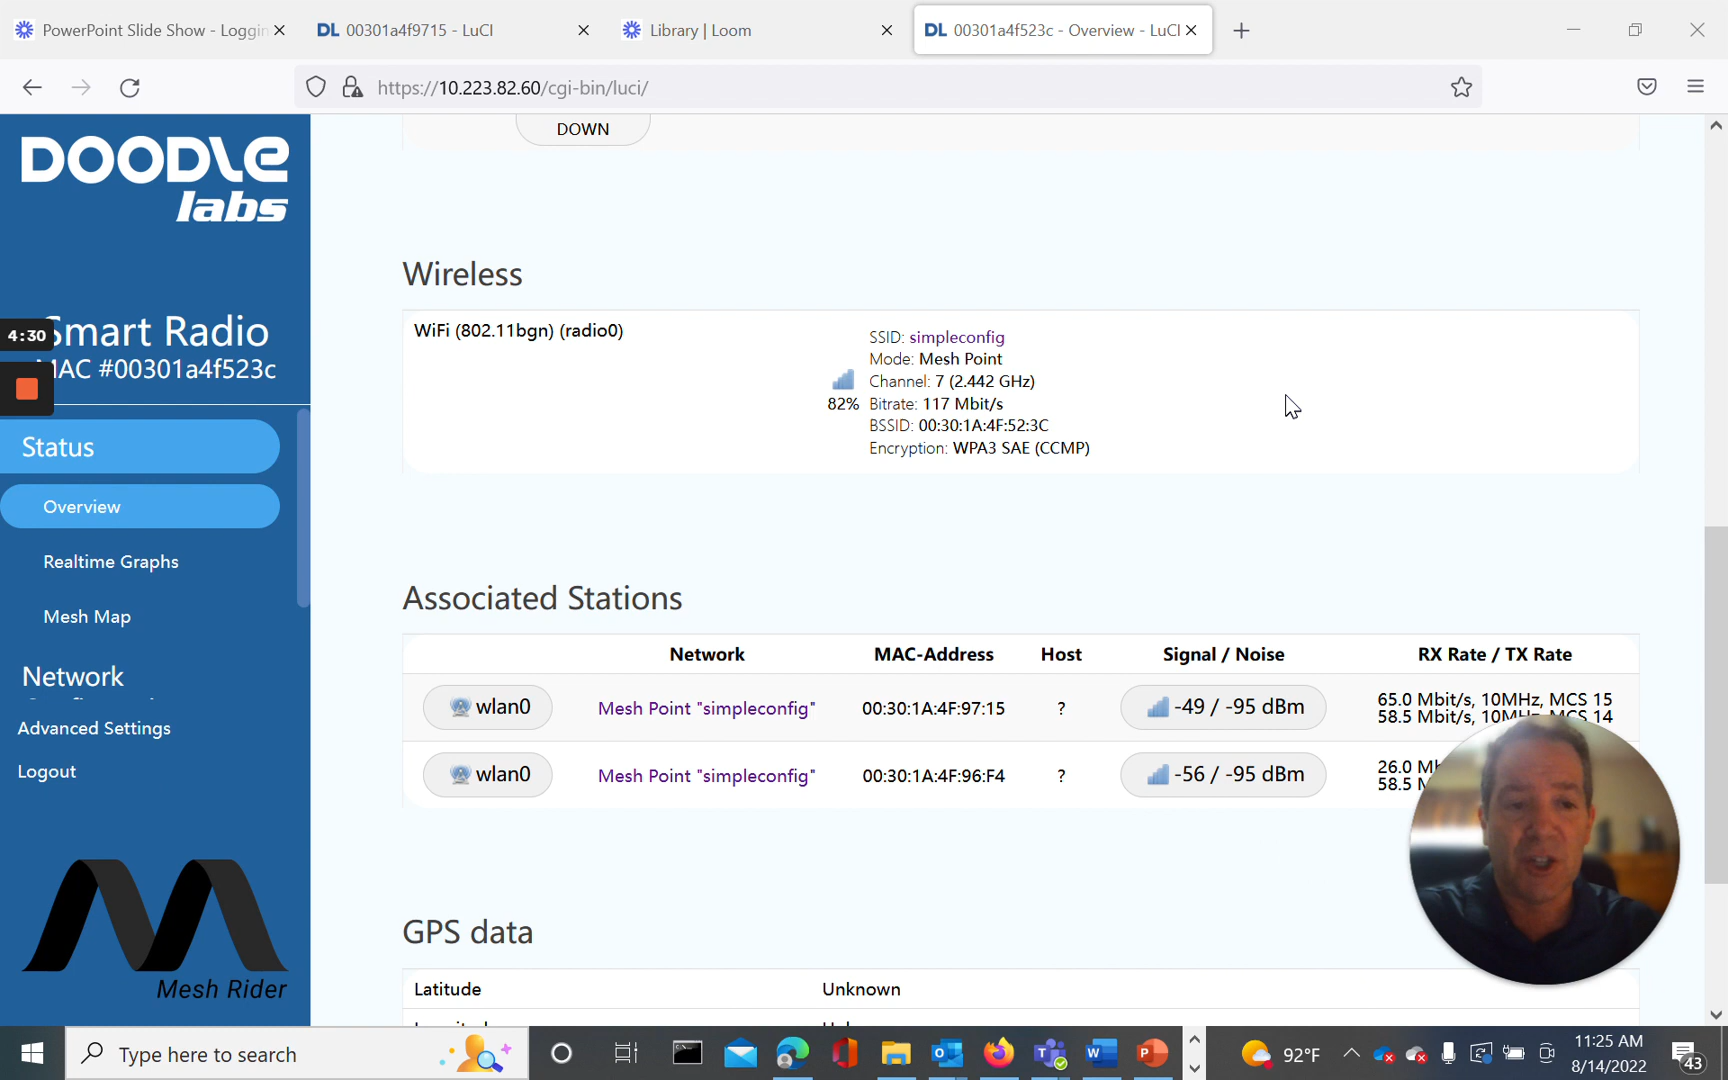 PowerPoint Slide Show - Loggin
DL 00301a4f9715 - LuCI
Library | Loom
DL 00301a4f523c - Overview - LuCI
https://10.223.82.60/cgi-bin/luci/
DOODLE
labs
Smart Radio
MAC #00301a4f523c
4:30
Status
Overview
Realtime Graphs
Mesh Map
Network
Advanced Settings
Logout
Mesh Rider
DOWN
Wireless
WiFi (802.11bgn) (radio0)
82%
SSID: simpleconfig
Mode: Mesh Point
Channel: 7 (2.442 GHz)
Bitrate: 117 Mbit/s
BSSID: 00:30:1A:4F:52:3C
Encryption: WPA3 SAE (CCMP)
Associated Stations
Network MAC-Address Host Signal / Noise RX Rate / TX Rate
wlan0 Mesh Point "simpleconfig" 00:30:1A:4F:97:15 ? -49 / -95 dBm 65.0 Mbit/s, 10MHz, MCS 15
58.5 Mbit/s, 10MHz, MCS 14
wlan0 Mesh Point "simpleconfig" 00:30:1A:4F:96:F4 ? -56 / -95 dBm 26.0
58.5
GPS data
Latitude Unknown
Type here to search
92°F
11:25 AM
8/14/2022
43